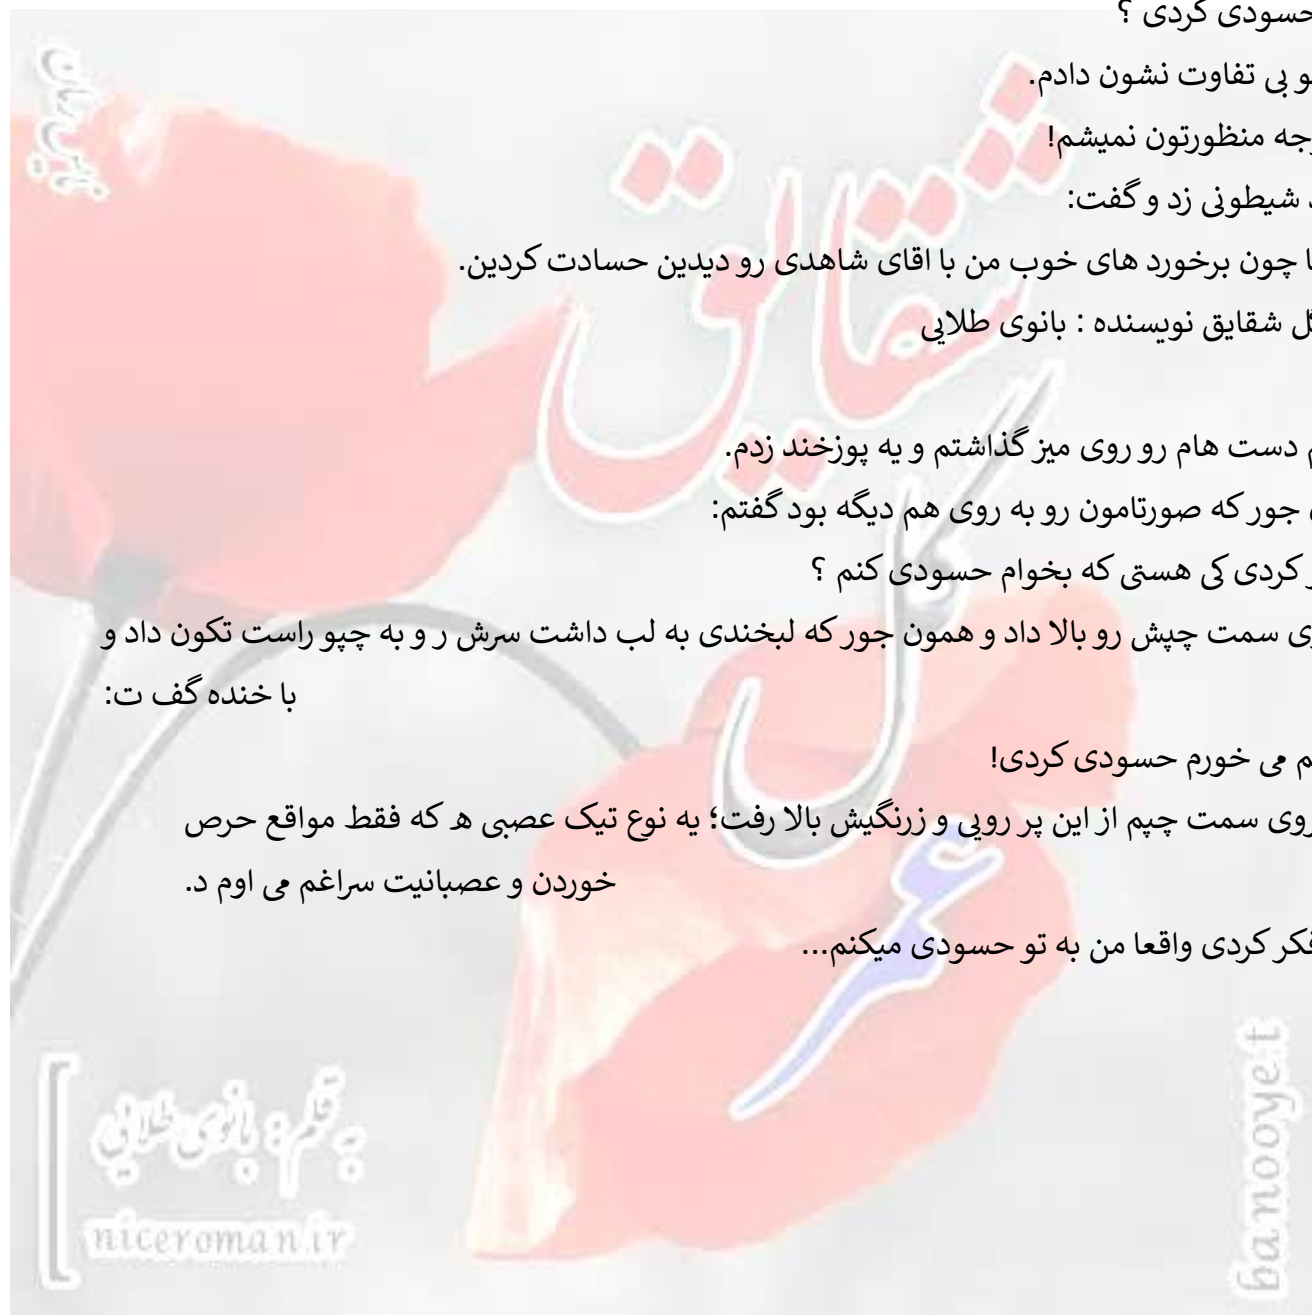 حسودی کردی ؟
و بی تفاوت نشون دادم.
جه منظورتون نمیشم!
شیطونی زد و گفت:
ا چون برخورد های خوب من با اقای شاهدی رو دیدین حسادت کردین.
گل شقایق نویسنده : بانوی طلایی
دست هام رو روی میز گذاشتم و یه پوزخند زدم.
جور که صورتامون رو به روی هم دیگه بود گفتم:
کردی کی هستی که بخوام حسودی کنم ؟
ی سمت چپش رو بالا داد و همون جور که لبخندی به لب داشت سرش ر و به چپو راست تکون داد و
با خنده گف ت:
م می خورم حسودی کردی!
روی سمت چپم از این پر رویی و زرنگیش بالا رفت؛ یه نوع تیک عصبی ه که فقط مواقع حرص
خوردن و عصبانیت سراغم می اوم د.
فکر کردی واقعا من به تو حسودی میکنم...
شقایق
گل
عمر
به قلم : بانوی طلایی
niceroman.ir
banooye.t